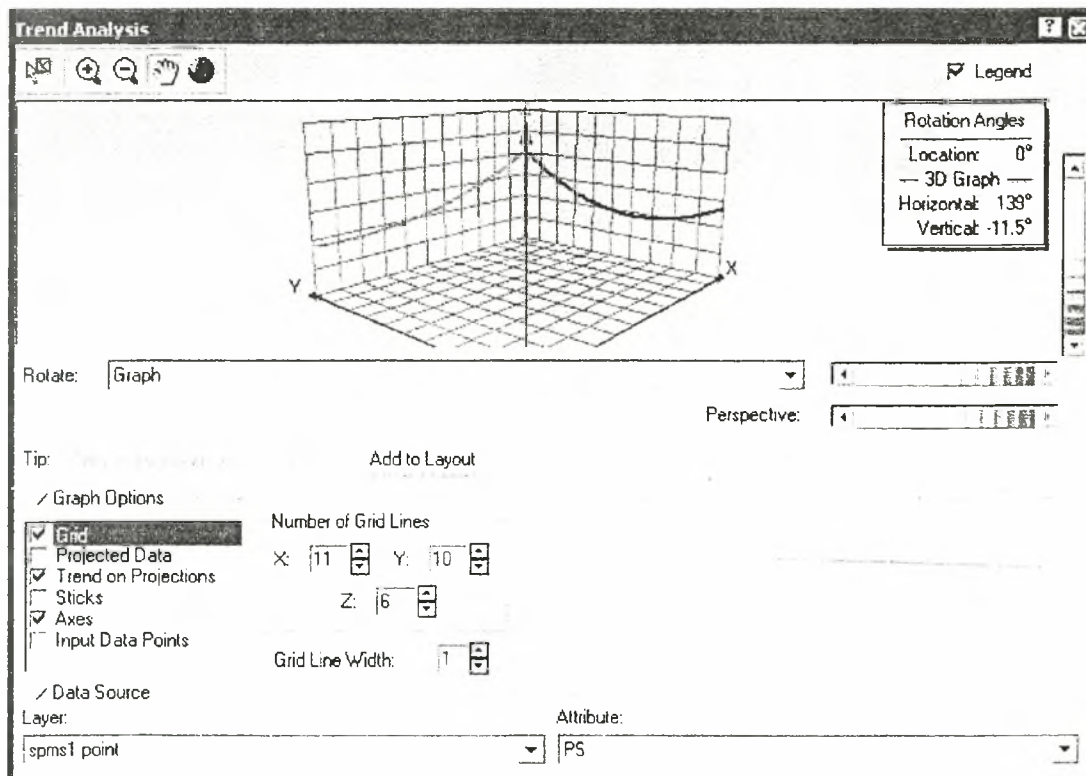 Trend Analysis
Legend
Rotation Angles
Location: 0°
3D Graph
Horizontal: 139°
Vertical: -11.5°
Y
X
Rotate: Graph
Perspective:
Tip:
Add to Layout
Graph Options
Grid
Projected Data
Trend on Projections
Sticks
Axes
Input Data Points
Number of Grid Lines
X: 11 Y: 10
Z: 6
Grid Line Width: 1
Data Source
Layer:
Attribute:
spms1 point
PS